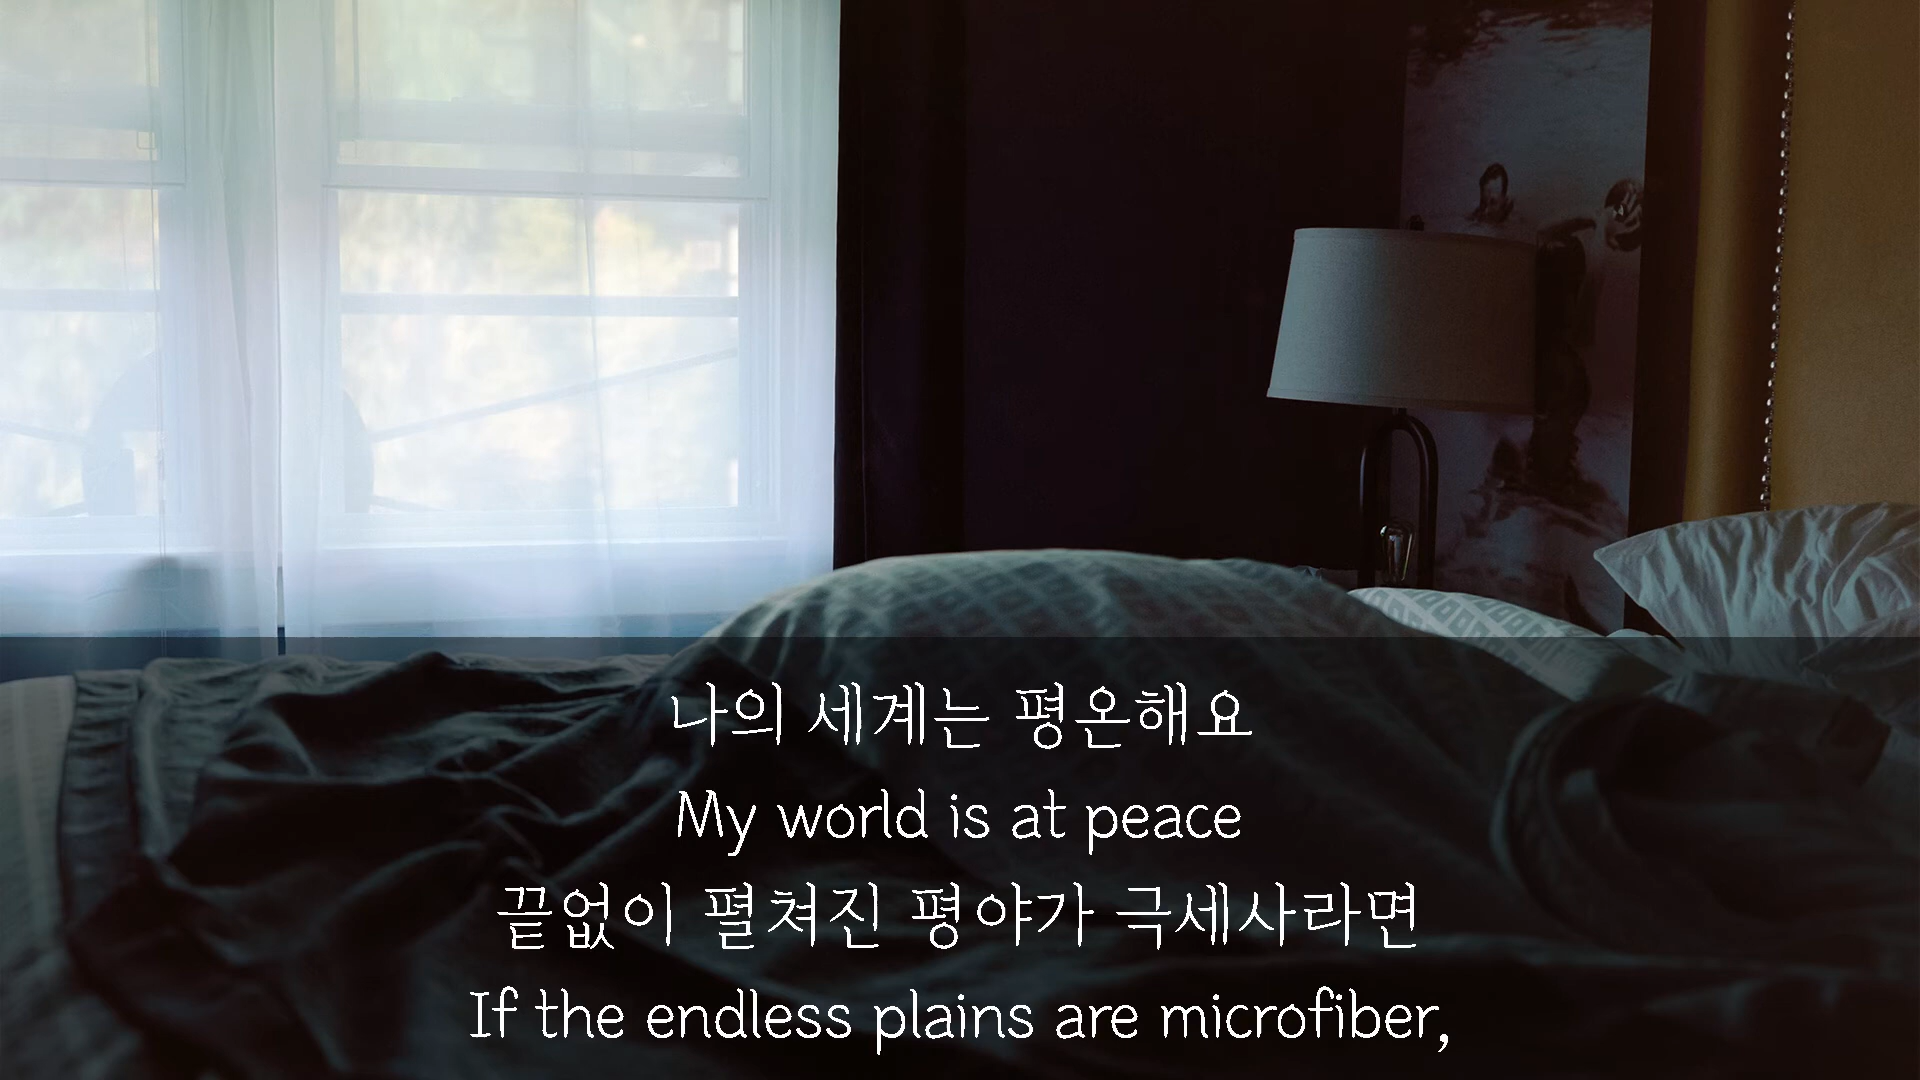 나의 세계는 평온해요
My world is at peace
끝없이 펼쳐진 평야가 극세사라면
If the endless plains are microfiber,